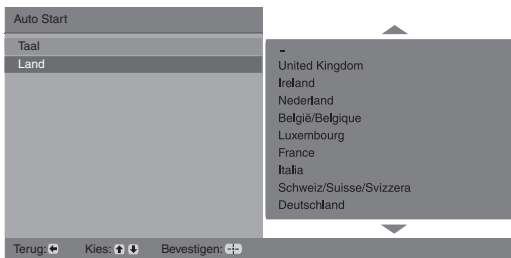 Auto Start
Taal
Land
-
United Kingdom
Ireland
Nederland
België/Belgique
Luxembourg
France
Italia
Schweiz/Suisse/Svizzera
Deutschland
Terug: Kies: Bevestigen: